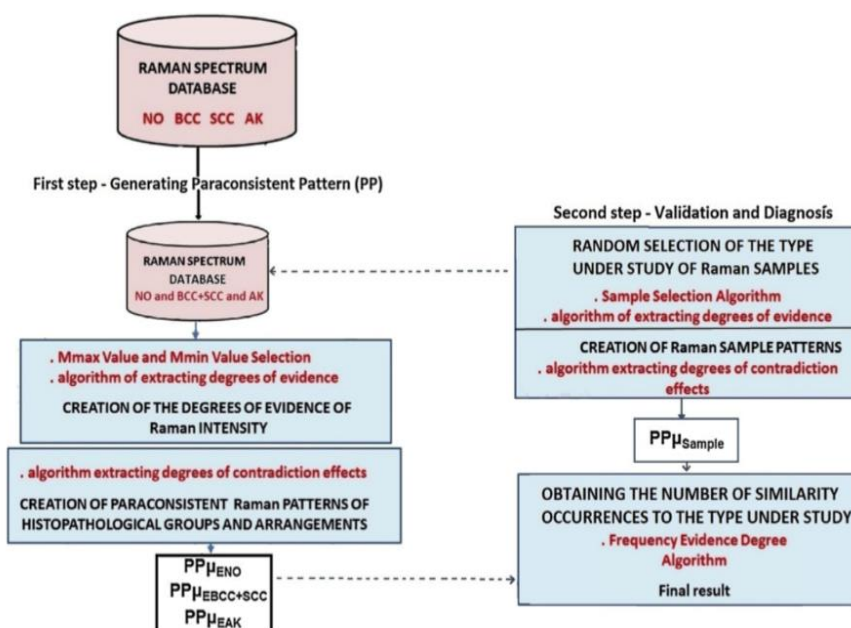 RAMAN SPECTRUM
DATABASE
NO BCC SCC AK
First step - Generating Paraconsistent Pattern (PP)
RAMAN SPECTRUM
DATABASE
NO and BCC+SCC and AK
. Mmax Value and Mmin Value Selection
. algorithm of extracting degrees of evidence
CREATION OF THE DEGREES OF EVIDENCE OF
Raman INTENSITY
. algorithm extracting degrees of contradiction effects
CREATION OF PARACONSISTENT Raman PATTERNS OF
HISTOPATHOLOGICAL GROUPS AND ARRANGEMENTS
PPμENO
PPμEBCC+SCC
PPμEAK
Second step - Validation and Diagnosis
RANDOM SELECTION OF THE TYPE
UNDER STUDY OF Raman SAMPLES
. Sample Selection Algorithm
. algorithm of extracting degrees of evidence
CREATION OF Raman SAMPLE PATTERNS
. algorithm extracting degrees of contradiction
effects
PPμSample
OBTAINING THE NUMBER OF SIMILARITY
OCCURRENCES TO THE TYPE UNDER STUDY
. Frequency Evidence Degree
Algorithm
Final result